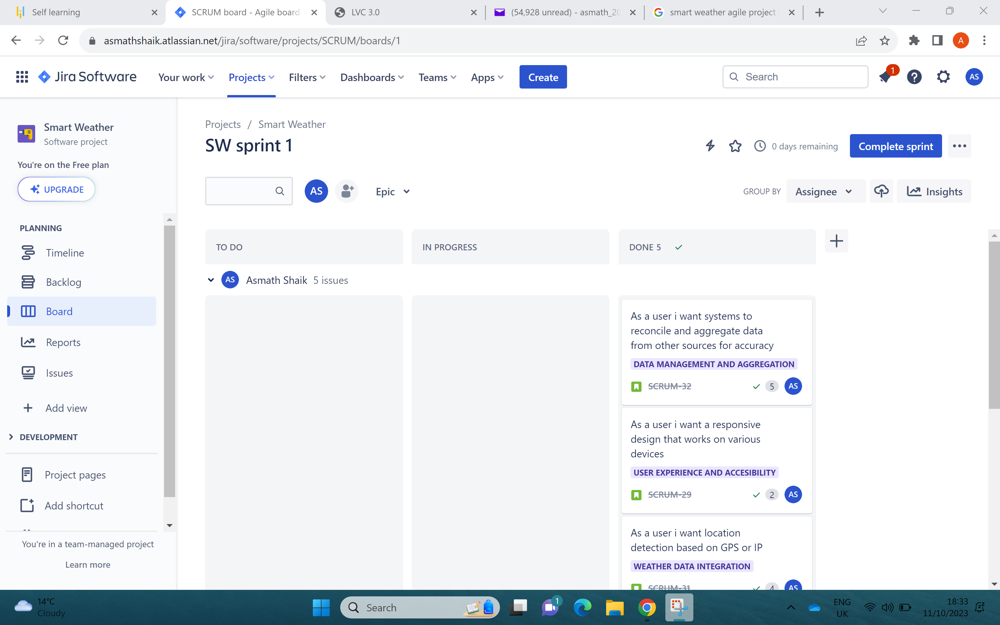 Self learning
SCRUM board - Agile board
LVC 3.0
(54,928 unread) - asmath_20
smart weather agile project
asmathshaik.atlassian.net/jira/software/projects/SCRUM/boards/1
A
Jira Software
Your work
Projects
Filters
Dashboards
Teams
Apps
Create
Search
1
AS
Smart Weather
Software project
You're on the Free plan
UPGRADE
PLANNING
Timeline
Backlog
Board
Reports
Issues
Add view
DEVELOPMENT
Project pages
Add shortcut
You're in a team-managed project
Learn more
Projects / Smart Weather
SW sprint 1
0 days remaining
Complete sprint
AS
Epic
GROUP BY
Assignee
Insights
TO DO
IN PROGRESS
DONE 5
AS
Asmath Shaik 5 issues
As a user i want systems to
reconcile and aggregate data
from other sources for accuracy
DATA MANAGEMENT AND AGGREGATION
SCRUM-32
5
AS
As a user i want a responsive
design that works on various
devices
USER EXPERIENCE AND ACCESIBILITY
SCRUM-29
2
AS
As a user i want location
detection based on GPS or IP
WEATHER DATA INTEGRATION
SCRUM-31
4
AS
14°C
Cloudy
Search
1
ENG
UK
18:33
11/10/2023